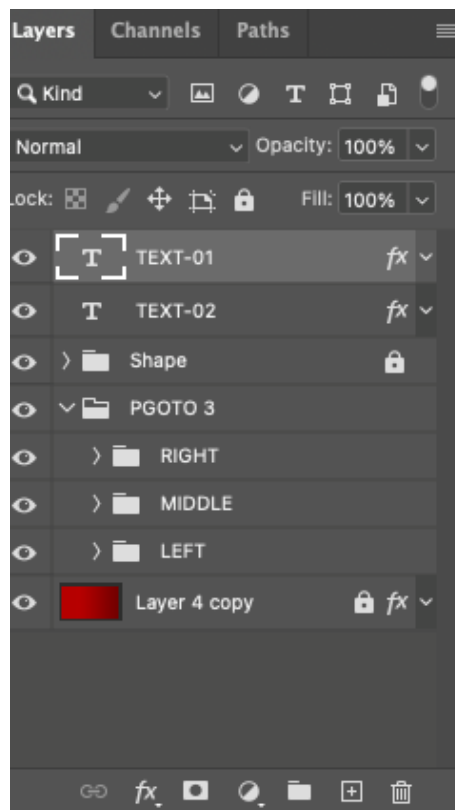 Layers Channels Paths
Kind T
Normal Opacity: 100%
Lock: Fill: 100%
T TEXT-01 fx
T TEXT-02 fx
Shape
PGOTO 3
RIGHT
MIDDLE
LEFT
Layer 4 copy fx
fx